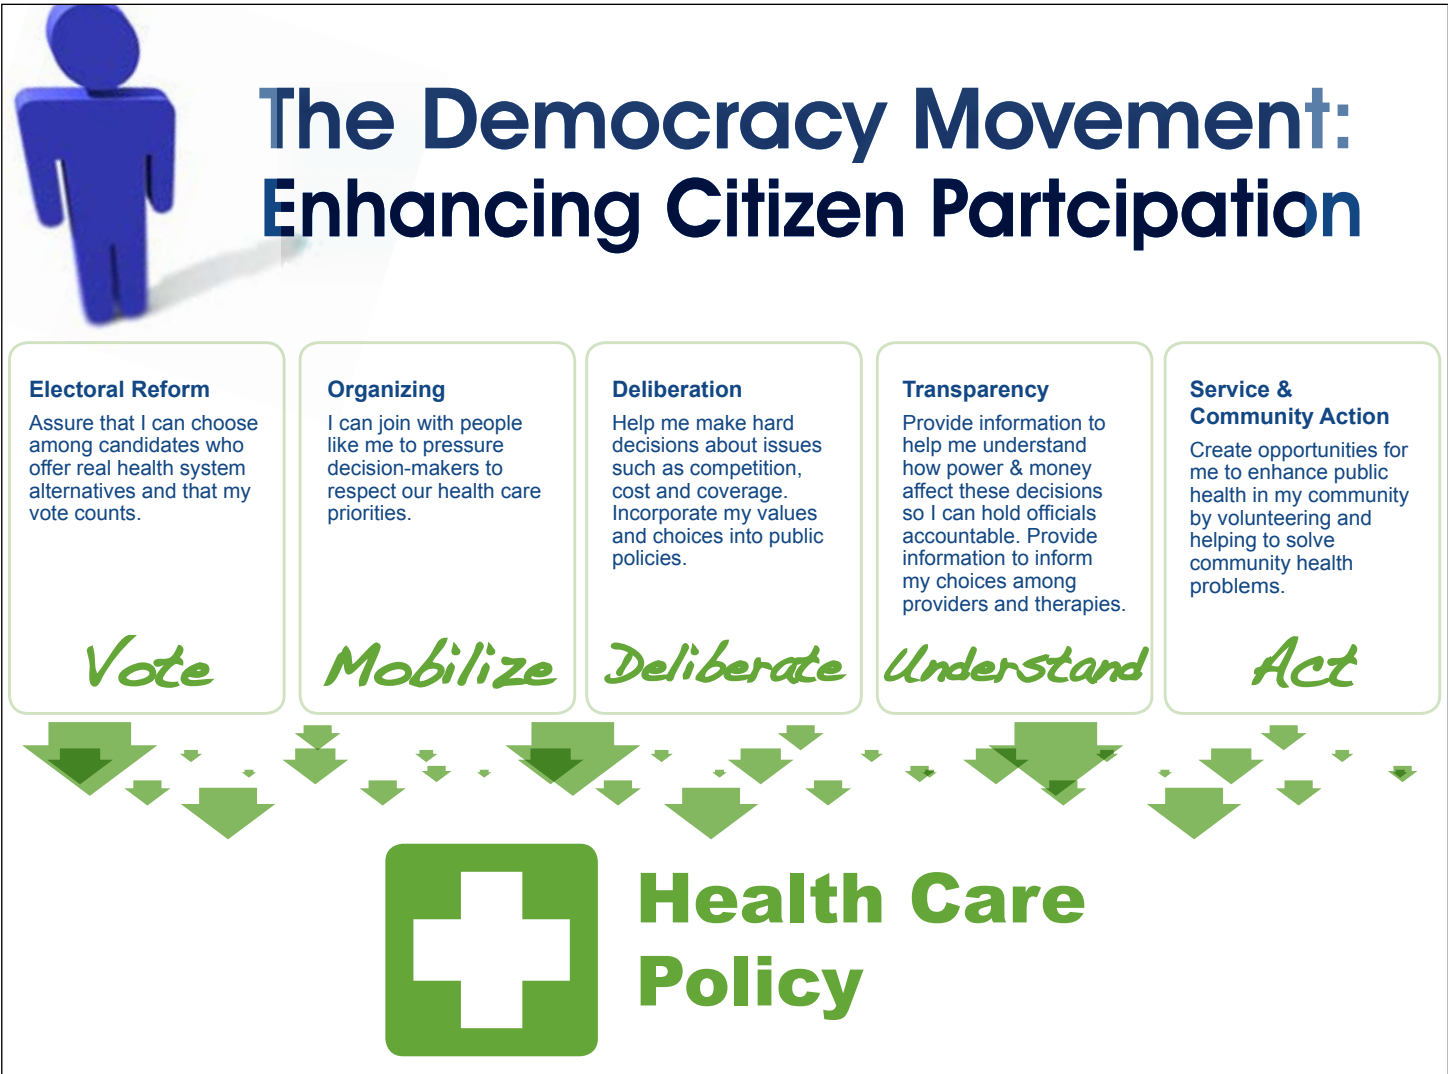 The Democracy Movement:
Enhancing Citizen Partcipation
Electoral Reform
Assure that I can choose
among candidates who
offer real health system
alternatives and that my
vote counts.
Vote
Organizing
I can join with people
like me to pressure
decision-makers to
respect our health care
priorities.
Mobilize
Deliberation
Help me make hard
decisions about issues
such as competition,
cost and coverage.
Incorporate my values
and choices into public
policies.
Deliberate
Transparency
Provide information to
help me understand
how power & money
affect these decisions
so I can hold officials
accountable. Provide
information to inform
my choices among
providers and therapies.
Understand
Service &
Community Action
Create opportunities for
me to enhance public
health in my community
by volunteering and
helping to solve
community health
problems.
Act
Health Care
Policy